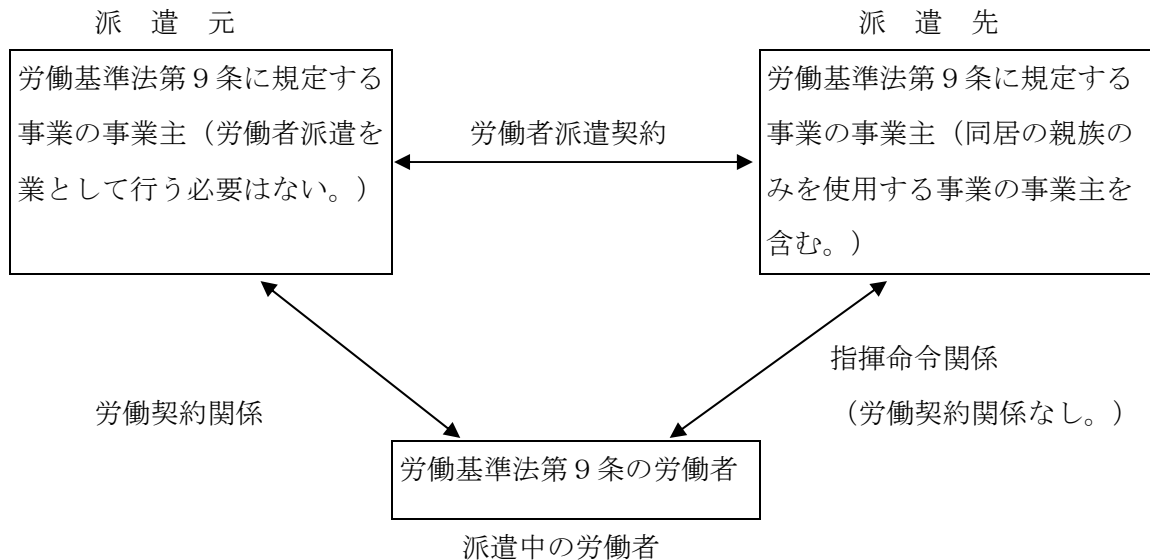 派 遣 元
労働基準法第９条に規定する
事業の事業主（労働者派遣を
業として行う必要はない。）
労働者派遣契約
派 遣 先
労働基準法第９条に規定する
事業の事業主（同居の親族の
みを使用する事業の事業主を
含む。）
労働契約関係
指揮命令関係
（労働契約関係なし。）
労働基準法第９条の労働者
派遣中の労働者